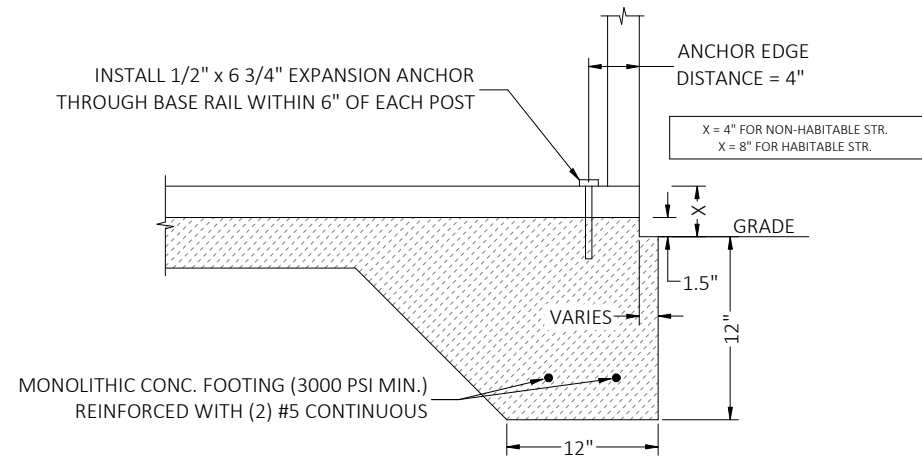 INSTALL 1/2" x 6 3/4" EXPANSION ANCHOR
THROUGH BASE RAIL WITHIN 6" OF EACH POST
ANCHOR EDGE
DISTANCE = 4"
X = 4" FOR NON-HABITABLE STR.
X = 8" FOR HABITABLE STR.
X
GRADE
1.5"
VARIES
12"
MONOLITHIC CONC. FOOTING (3000 PSI MIN.)
REINFORCED WITH (2) #5 CONTINUOUS
12"